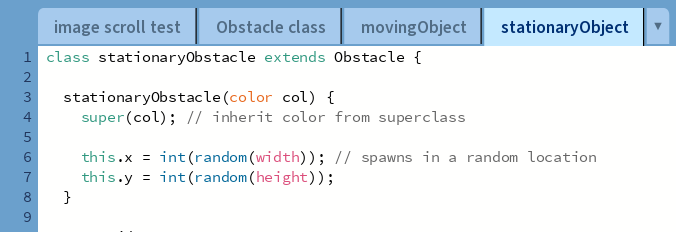 image scroll test Obstacle class movingObject stationaryObject ▼
1 class stationaryObstacle extends Obstacle {
2
3 stationaryObstacle(color col) {
4 super(col); // inherit color from superclass
5
6 this.x = int(random(width)); // spawns in a random location
7 this.y = int(random(height));
8 }
9